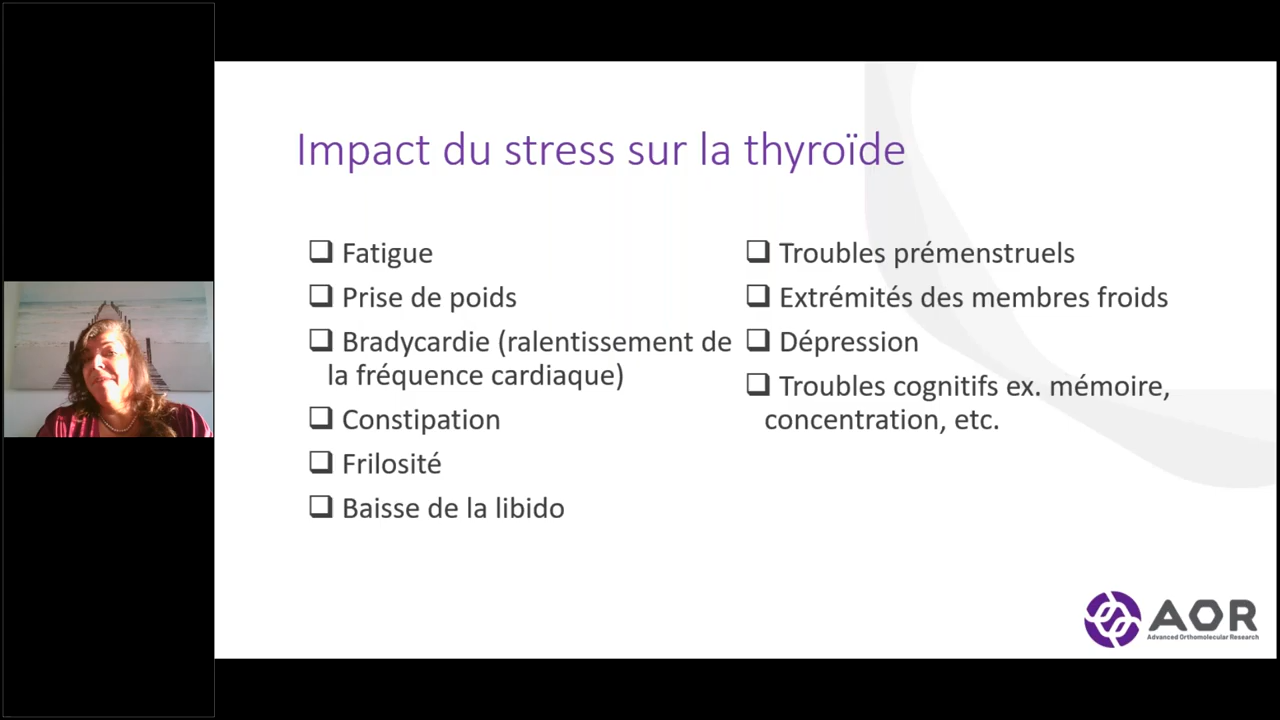 Impact du stress sur la thyroïde
❑ Fatigue
❑ Prise de poids
❑ Bradycardie (ralentissement de
la fréquence cardiaque)
❑ Constipation
❑ Frilosité
❑ Baisse de la libido
❑ Troubles prémenstruels
❑ Extrémités des membres froids
❑ Dépression
❑ Troubles cognitifs ex. mémoire,
concentration, etc.
AOR
Advanced Orthomolecular Research